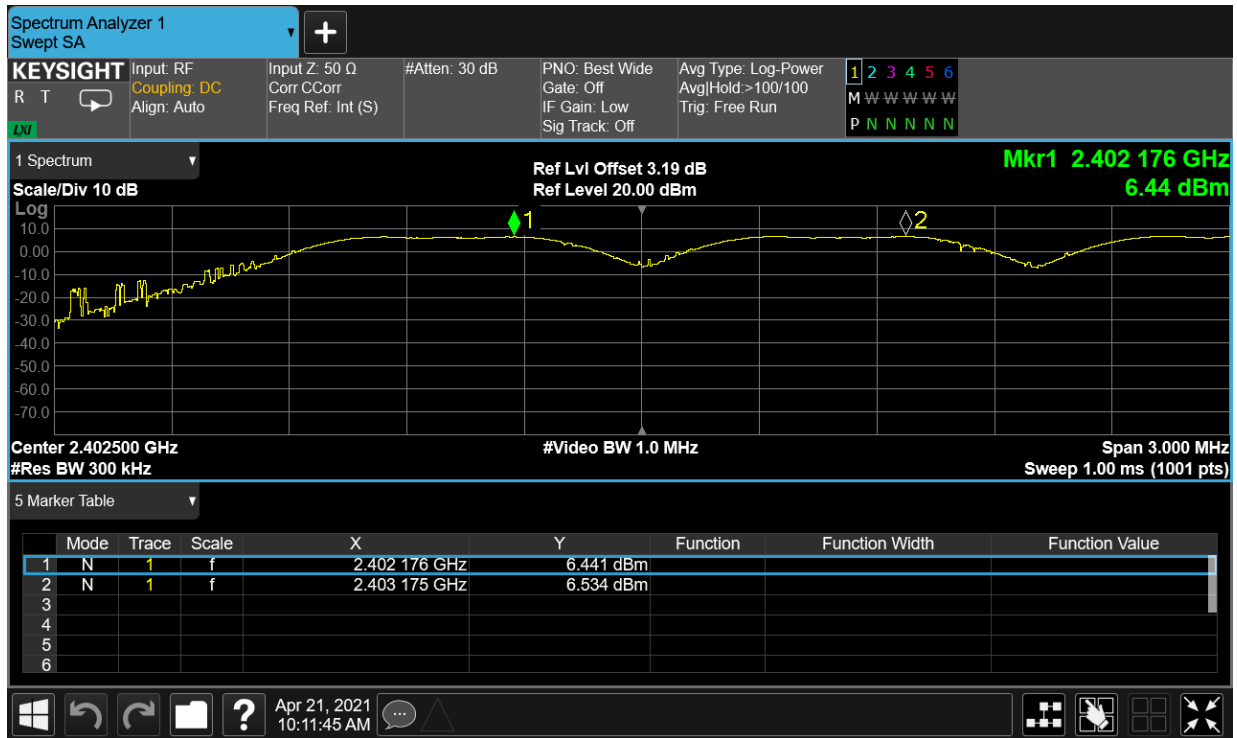 Spectrum Analyzer 1
Swept SA
KEYSIGHT Input: RF Input Z: 50 Ω #Atten: 30 dB PNO: Best Wide Avg Type: Log-Power 1 2 3 4 5 6
R T Coupling: DC Corr CCorr Gate: Off Avg|Hold:>100/100 M W W W W W
Align: Auto Freq Ref: Int (S) IF Gain: Low Trig: Free Run P N N N N N
LXI Sig Track: Off
1 Spectrum Ref Lvl Offset 3.19 dB Mkr1 2.402 176 GHz
Scale/Div 10 dB Ref Level 20.00 dBm 6.44 dBm
Log
1 2
10.0
0.00
-10.0
-20.0
-30.0
-40.0
-50.0
-60.0
-70.0
Center 2.402500 GHz #Video BW 1.0 MHz Span 3.000 MHz
#Res BW 300 kHz Sweep 1.00 ms (1001 pts)
5 Marker Table
Mode Trace Scale X Y Function Function Width Function Value
1 N 1 f 2.402 176 GHz 6.441 dBm
2 N 1 f 2.403 175 GHz 6.534 dBm
3
4
5
6
? Apr 21, 2021
10:11:45 AM